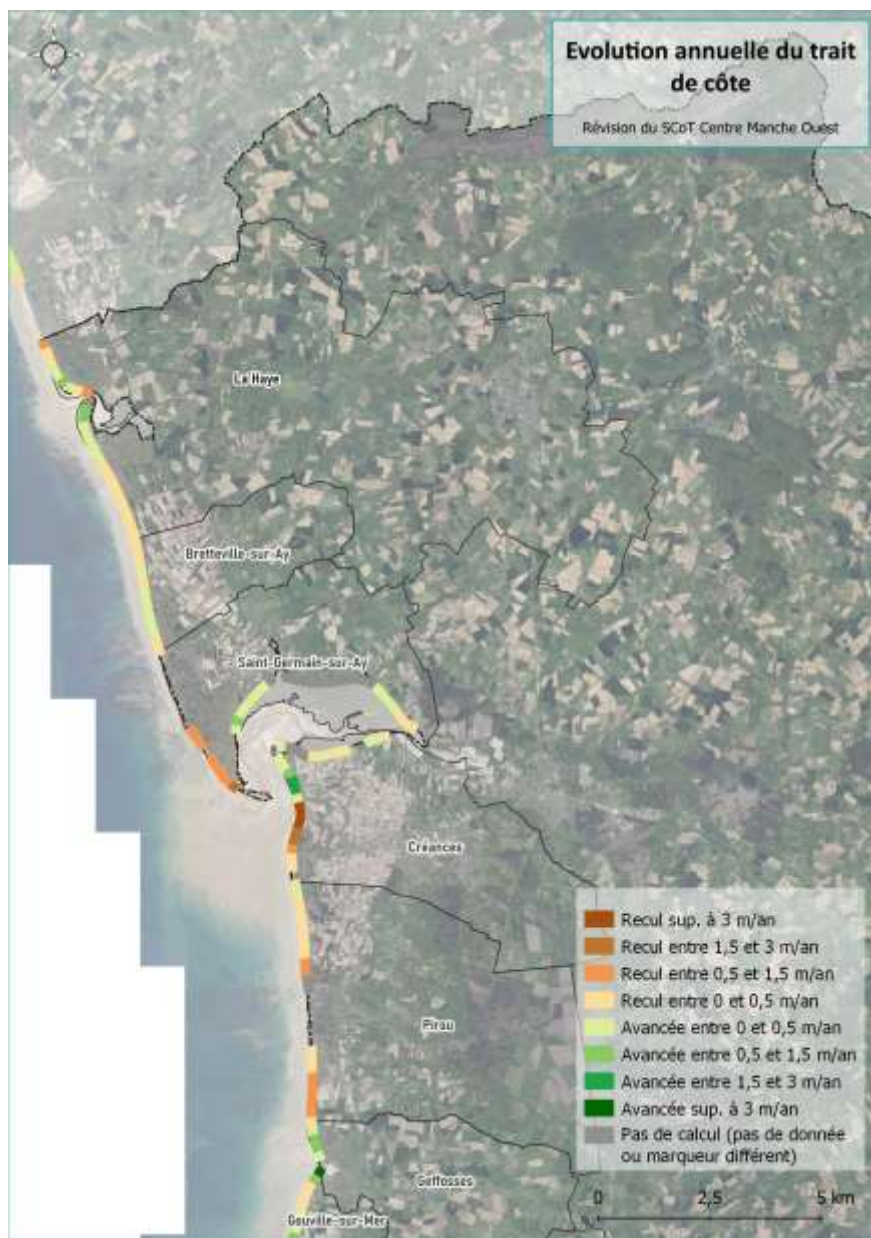 Evolution annuelle du trait
de côte
Révision du SCoT Centre Manche Ouest
La Haye
Bretteville-sur-Ay
Saint-Germain-sur-Ay
Créances
Pirou
Geffosses
Gouville-sur-Mer
Recul sup. à 3 m/an
Recul entre 1,5 et 3 m/an
Recul entre 0,5 et 1,5 m/an
Recul entre 0 et 0,5 m/an
Avancée entre 0 et 0,5 m/an
Avancée entre 0,5 et 1,5 m/an
Avancée entre 1,5 et 3 m/an
Avancée sup. à 3 m/an
Pas de calcul (pas de donnée
ou marqueur différent)
0 2,5 5 km